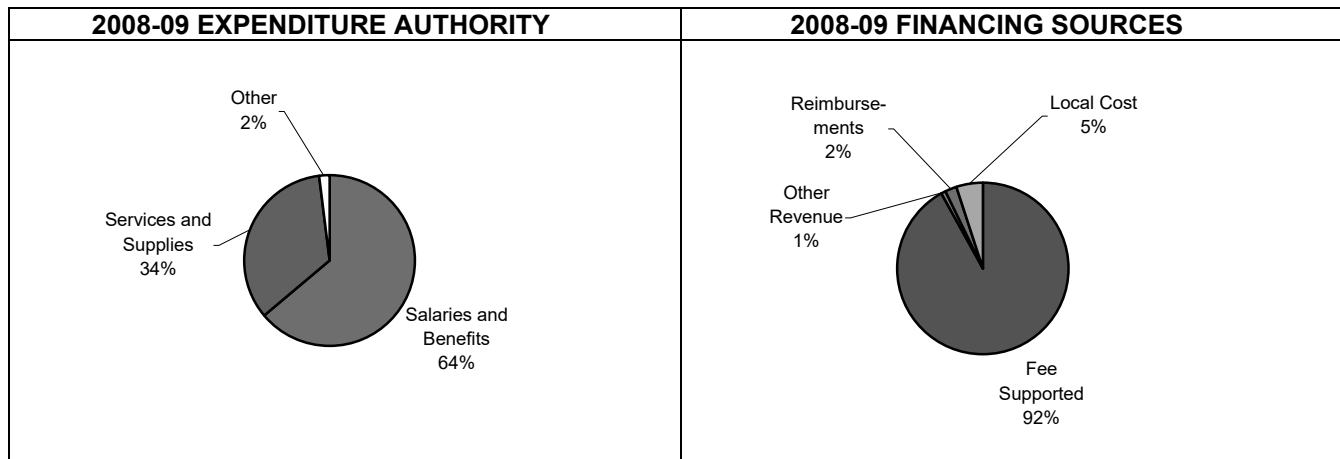 2008-09 EXPENDITURE AUTHORITY
Other
2%
Services and
Supplies
34%
Salaries and
Benefits
64%
2008-09 FINANCING SOURCES
Reimburse-
ments
2%
Local Cost
5%
Other
Revenue
1%
Fee
Supported
92%